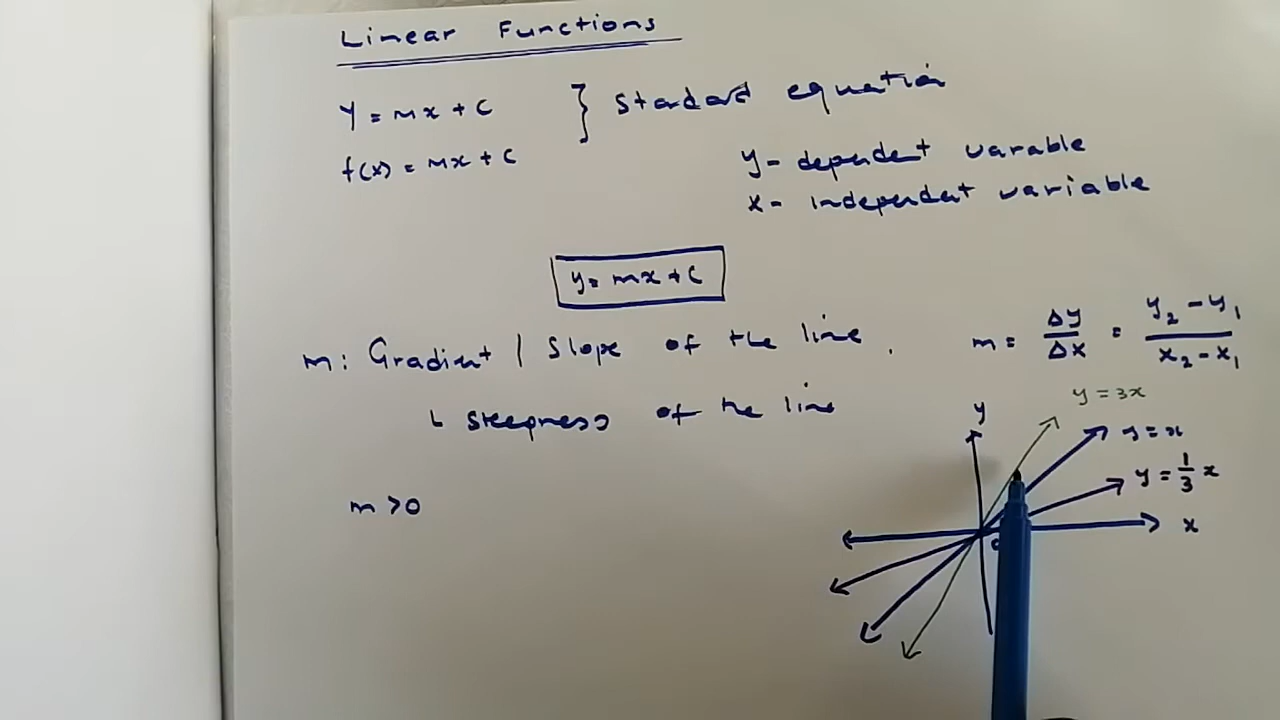 Linear Functions
y = mx + c } Standard equation
f(x) = mx + c
y - dependent varable
x - independent variable
y = mx + c
m : Gradient | Slope of the line .
m = Δy/Δx = y₂ - y₁/x₂ - x₁
↳ steepness of the line
y = 3x
y
y = x
y = 1/3 x
m > 0
x